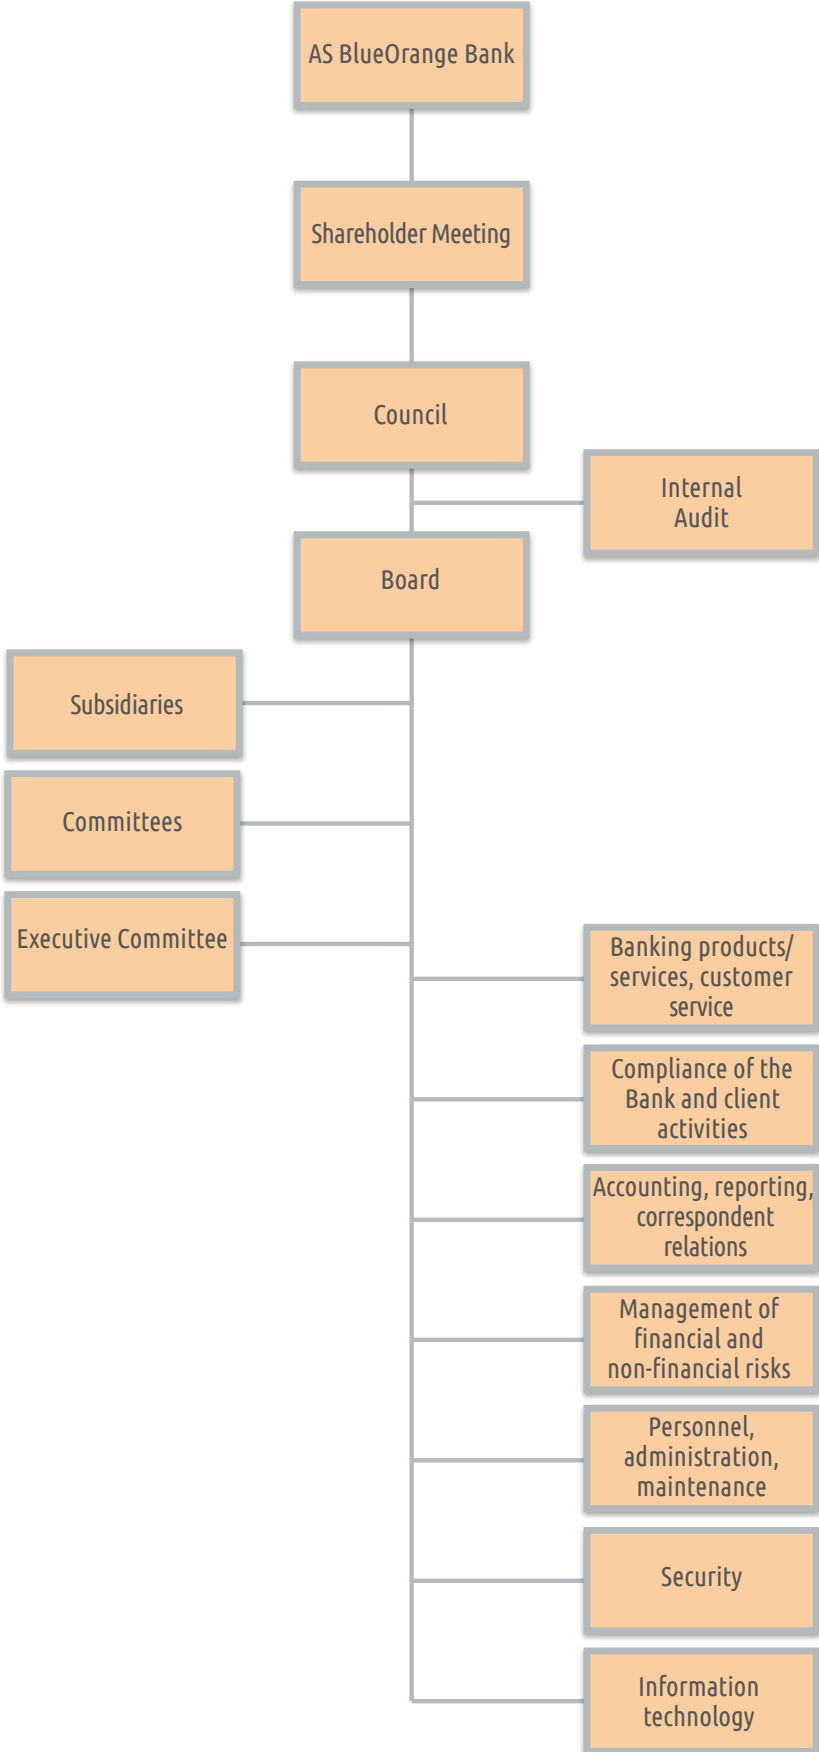 AS BlueOrange Bank
Shareholder Meeting
Council
Internal
Audit
Board
Subsidiaries
Committees
Executive Committee
Banking products/
services, customer
service
Compliance of the
Bank and client
activities
Accounting, reporting,
correspondent
relations
Management of
financial and
non-financial risks
Personnel,
administration,
maintenance
Security
Information
technology